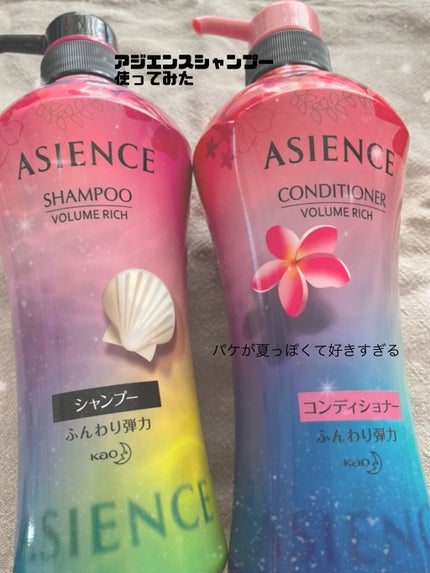 アジエンスシャンプー
使ってみた
ASIENCE
SHAMPOO
VOLUME RICH
シャンプー
ふんわり弾力
Kao
ASIENCE
ASIENCE
CONDITIONER
VOLUME RICH
パケが夏っぽくて好きすぎる
コンディショナー
ふんわり弾力
Kao
ASIENC